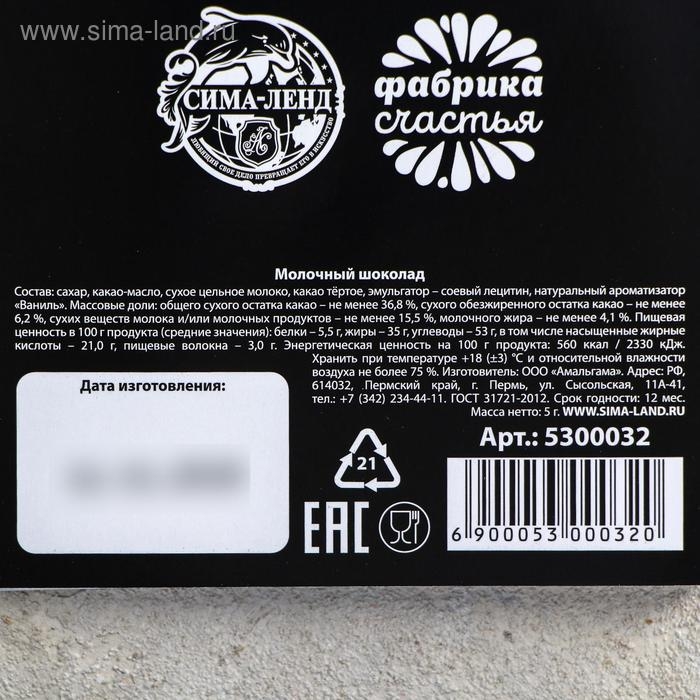 www.sima-land.ru
СИМА-ЛЕНД
ЛЮБЯЩИЙ СВОЕ ДЕЛО ПРЕВРАЩАЕТ ЕГО В ИСКУССТВО
фабрика
счастья
Молочный шоколад
Состав: сахар, какао-масло, сухое цельное молоко, какао тёртое, эмульгатор – соевый лецитин, натуральный ароматизатор
«Ваниль». Массовые доли: общего сухого остатка какао – не менее 36,8 %, сухого обезжиренного остатка какао – не менее
6,2 %, сухих веществ молока и/или молочных продуктов – не менее 15,5 %, молочного жира – не менее 4,1 %. Пищевая
ценность в 100 г продукта (средние значения): белки – 5,5 г, жиры – 35 г, углеводы – 53 г, в том числе насыщенные жирные
кислоты – 21,0 г, пищевые волокна – 3,0 г. Энергетическая ценность на 100 г продукта: 560 ккал / 2330 кДж.
Хранить при температуре +18 (±3) °С и относительной влажности
воздуха не более 75 %. Изготовитель: ООО «Амальгама». Адрес: РФ,
614032, Пермский край, г. Пермь, ул. Сысольская, 11А-41,
тел.: +7 (342) 234-44-11. ГОСТ 31721-2012. Срок годности: 12 мес.
Масса нетто: 5 г. WWW.SIMA-LAND.RU
Дата изготовления:
Арт.: 5300032
21
ЕАС
6 900053 000320